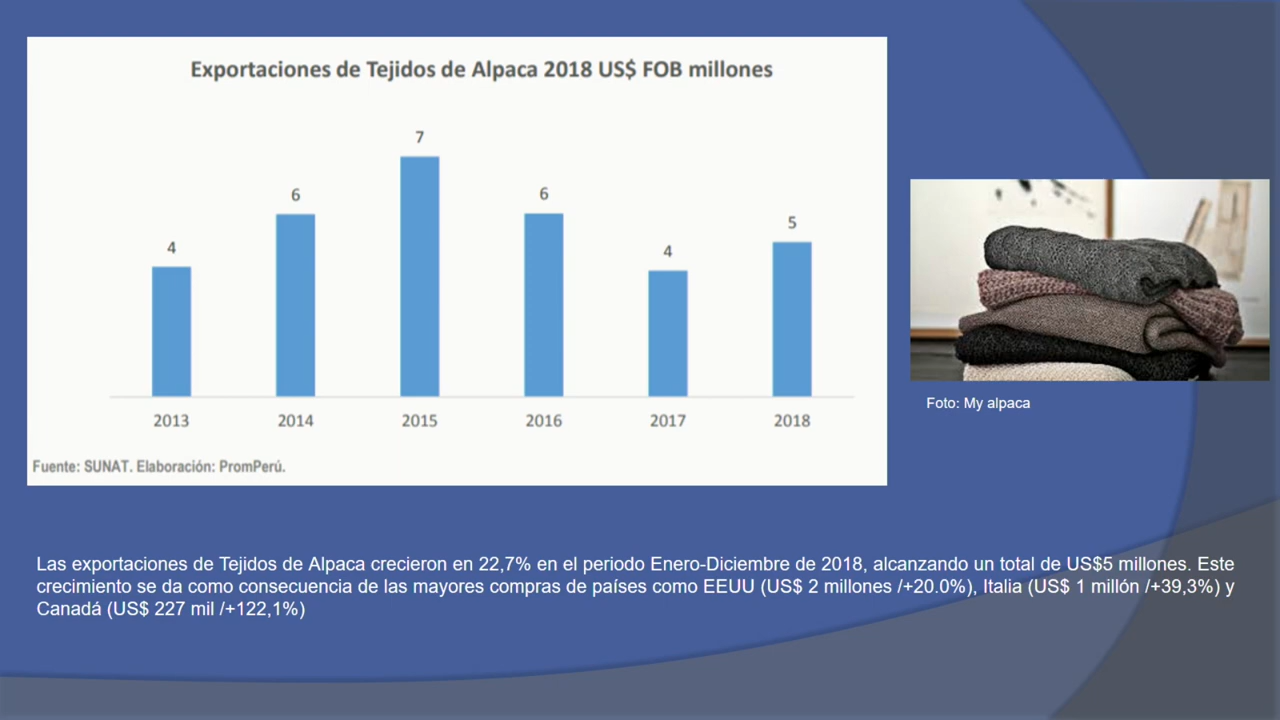 Exportaciones de Tejidos de Alpaca 2018 US$ FOB millones
7
6
6
5
4
4
2013 2014 2015 2016 2017 2018
Fuente: SUNAT. Elaboración: PromPerú.
Foto: My alpaca
Las exportaciones de Tejidos de Alpaca crecieron en 22,7% en el periodo Enero-Diciembre de 2018, alcanzando un total de US$5 millones. Este
crecimiento se da como consecuencia de las mayores compras de países como EEUU (US$ 2 millones /+20.0%), Italia (US$ 1 millón /+39,3%) y
Canadá (US$ 227 mil /+122,1%)